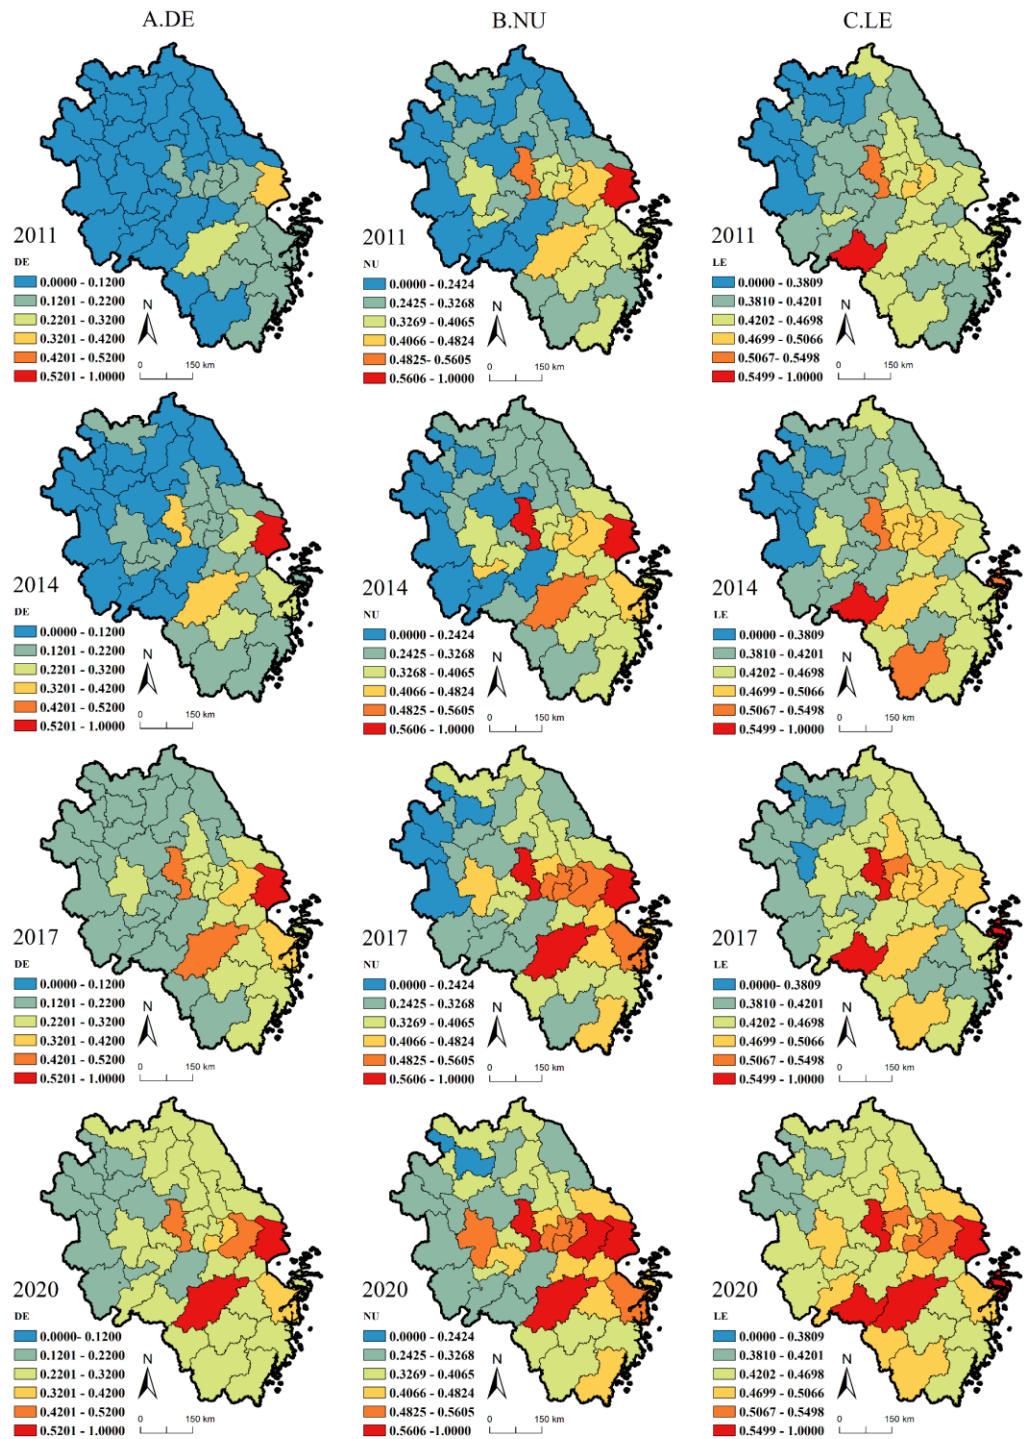 A.DE
B.NU
C.LE
2011
DE
0.0000 - 0.1200
0.1201 - 0.2200
0.2201 - 0.3200
0.3201 - 0.4200
0.4201 - 0.5200
0.5201 - 1.0000
N
0 150 km
2011
NU
0.0000 - 0.2424
0.2425 - 0.3268
0.3269 - 0.4065
0.4066 - 0.4824
0.4825- 0.5605
0.5606 - 1.0000
N
0 150 km
2011
LE
0.0000 - 0.3809
0.3810 - 0.4201
0.4202 - 0.4698
0.4699 - 0.5066
0.5067- 0.5498
0.5499 - 1.0000
N
0 150 km
2014
DE
0.0000 - 0.1200
0.1201 - 0.2200
0.2201 - 0.3200
0.3201 - 0.4200
0.4201 - 0.5200
0.5201 - 1.0000
N
0 150 km
2014
NU
0.0000 - 0.2424
0.2425 - 0.3268
0.3268 - 0.4065
0.4066 - 0.4824
0.4825 - 0.5605
0.5606 - 1.0000
N
0 150 km
2014
LE
0.0000 - 0.3809
0.3810 - 0.4201
0.4202 - 0.4698
0.4699 - 0.5066
0.5067 - 0.5498
0.5499 - 1.0000
N
0 150 km
2017
DE
0.0000 - 0.1200
0.1201 - 0.2200
0.2201 - 0.3200
0.3201 - 0.4200
0.4201 - 0.5200
0.5201 - 1.0000
N
0 150 km
2017
NU
0.0000 - 0.2424
0.2425 - 0.3268
0.3269 - 0.4065
0.4066 - 0.4824
0.4825 - 0.5605
0.5606 - 1.0000
N
0 150 km
2017
LE
0.0000- 0.3809
0.3810 - 0.4201
0.4202 - 0.4698
0.4699 - 0.5066
0.5067 - 0.5498
0.5499 - 1.0000
N
0 150 km
2020
DE
0.0000- 0.1200
0.1201 - 0.2200
0.2201 - 0.3200
0.3201 - 0.4200
0.4201 - 0.5200
0.5201 - 1.0000
N
0 150 km
2020
NU
0.0000 - 0.2424
0.2425 - 0.3268
0.3269 - 0.4065
0.4066 - 0.4824
0.4825 - 0.5605
0.5606 -1.0000
N
0 150 km
2020
LE
0.0000 - 0.3809
0.3810 - 0.4201
0.4202 - 0.4698
0.4699 - 0.5066
0.5067 - 0.5498
0.5499 - 1.0000
N
0 150 km